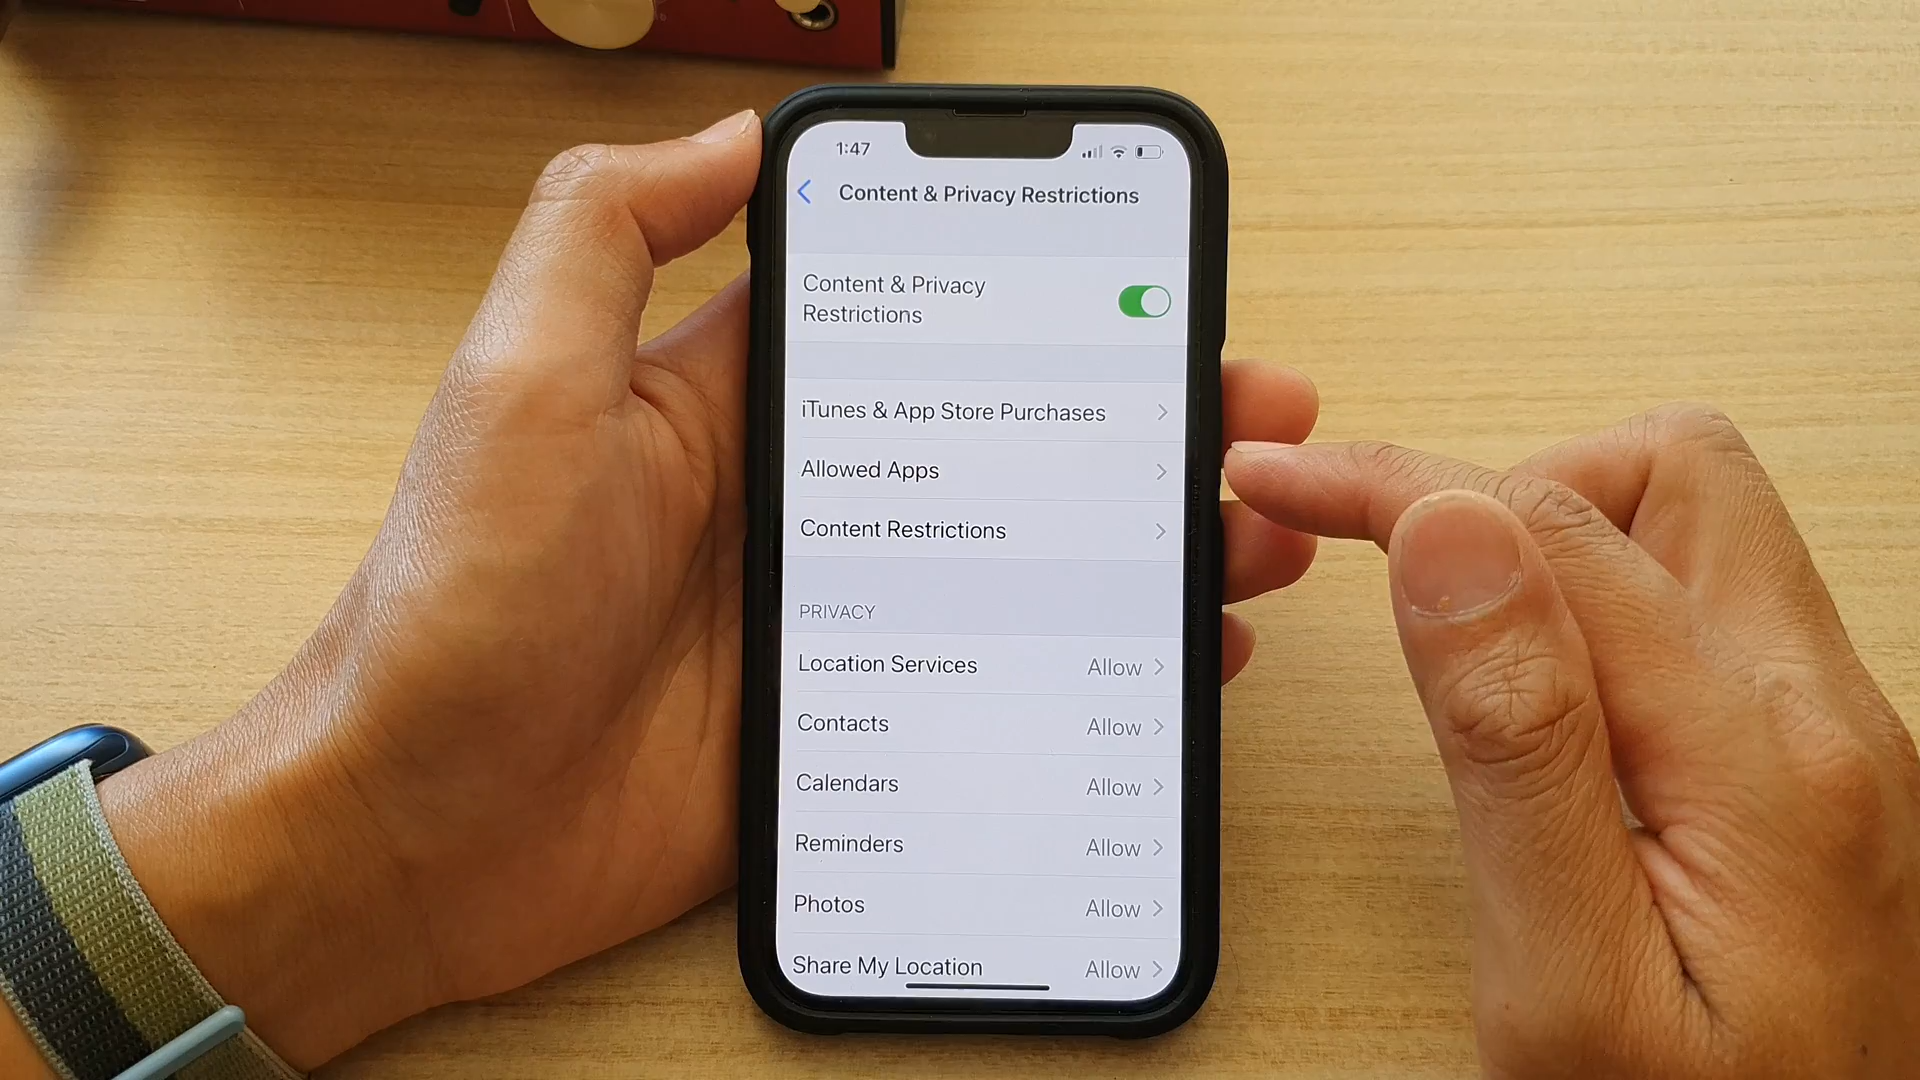 1:47
Content & Privacy Restrictions
Content & Privacy
Restrictions
iTunes & App Store Purchases
Allowed Apps
Content Restrictions
PRIVACY
Location Services Allow
Contacts Allow
Calendars Allow
Reminders Allow
Photos Allow
Share My Location Allow